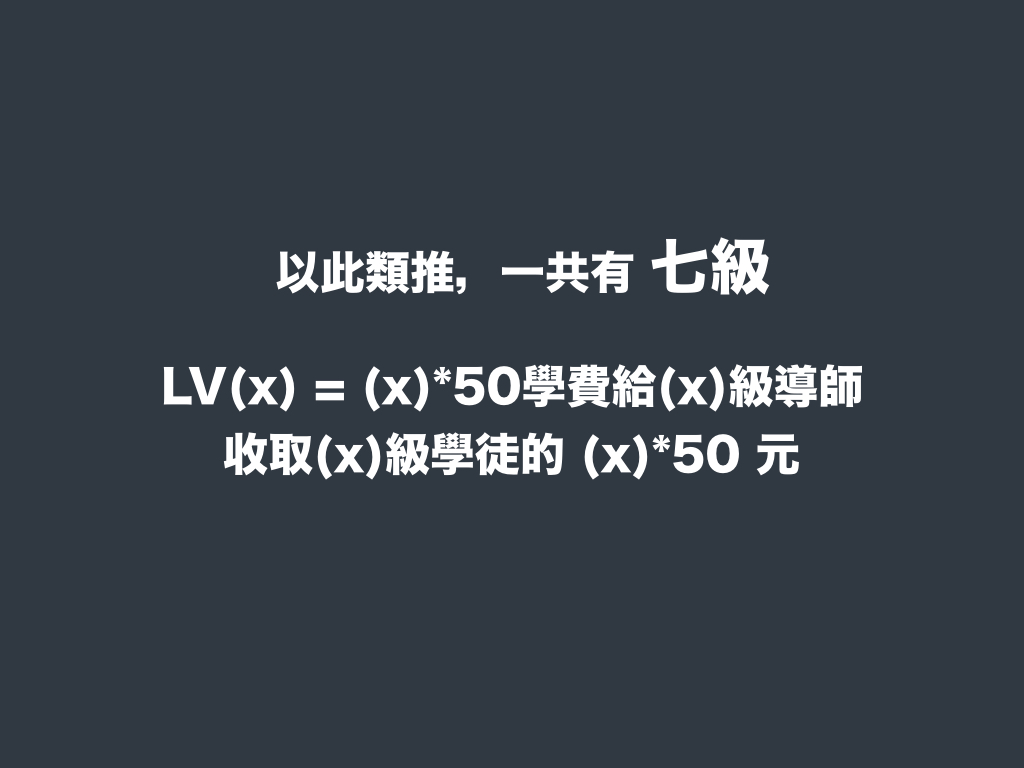 以此類推，一共有 七級
LV(x) = (x)*50學費給(x)級導師
收取(x)級學徒的 (x)*50 元